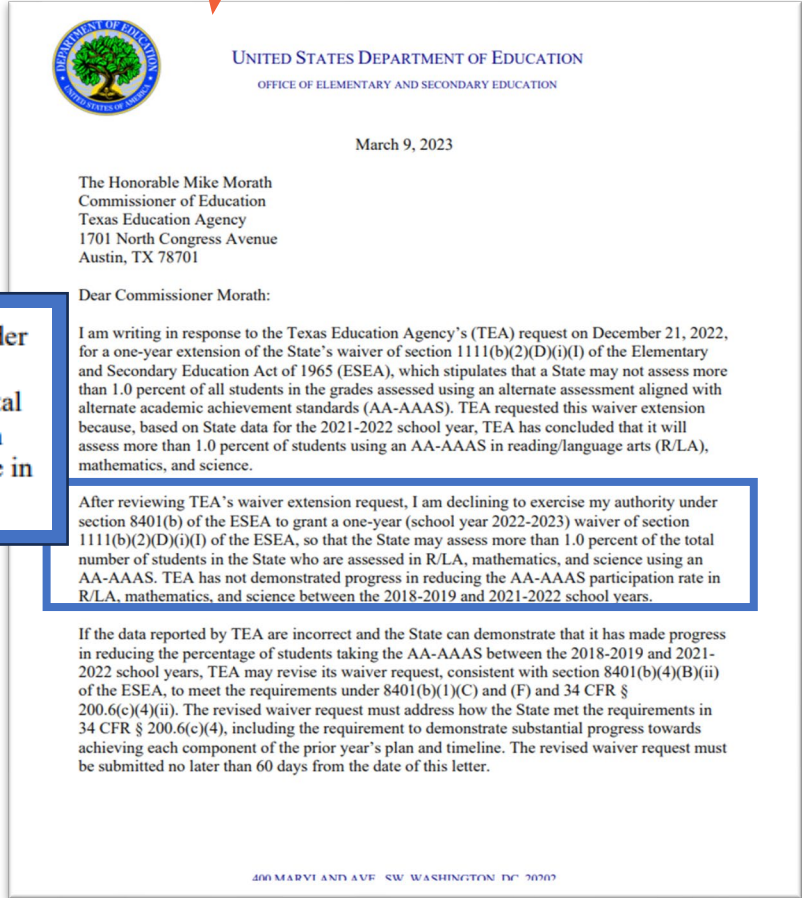 DEPARTMENT OF EDUCATION
UNITED STATES OF AMERICA
UNITED STATES DEPARTMENT OF EDUCATION
OFFICE OF ELEMENTARY AND SECONDARY EDUCATION
March 9, 2023
The Honorable Mike Morath
Commissioner of Education
Texas Education Agency
1701 North Congress Avenue
Austin, TX 78701
Dear Commissioner Morath:
I am writing in response to the Texas Education Agency's (TEA) request on December 21, 2022,
for a one-year extension of the State's waiver of section 1111(b)(2)(D)(i)(I) of the Elementary
and Secondary Education Act of 1965 (ESEA), which stipulates that a State may not assess more
than 1.0 percent of all students in the grades assessed using an alternate assessment aligned with
alternate academic achievement standards (AA-AAAS). TEA requested this waiver extension
because, based on State data for the 2021-2022 school year, TEA has concluded that it will
assess more than 1.0 percent of students using an AA-AAAS in reading/language arts (R/LA),
mathematics, and science.
in
After reviewing TEA's waiver extension request, I am declining to exercise my authority under
section 8401(b) of the ESEA to grant a one-year (school year 2022-2023) waiver of section
1111(b)(2)(D)(i)(I) of the ESEA, so that the State may assess more than 1.0 percent of the total
number of students in the State who are assessed in R/LA, mathematics, and science using an
AA-AAAS. TEA has not demonstrated progress in reducing the AA-AAAS participation rate in
R/LA, mathematics, and science between the 2018-2019 and 2021-2022 school years.
If the data reported by TEA are incorrect and the State can demonstrate that it has made progress
in reducing the percentage of students taking the AA-AAAS between the 2018-2019 and 2021-
2022 school years, TEA may revise its waiver request, consistent with section 8401(b)(4)(B)(ii)
of the ESEA, to meet the requirements under 8401(b)(1)(C) and (F) and 34 CFR §
200.6(c)(4)(ii). The revised waiver request must address how the State met the requirements in
34 CFR § 200.6(c)(4), including the requirement to demonstrate substantial progress towards
achieving each component of the prior year's plan and timeline. The revised waiver request must
be submitted no later than 60 days from the date of this letter.
400 MARYLAND AVE., SW, WASHINGTON, DC 20202